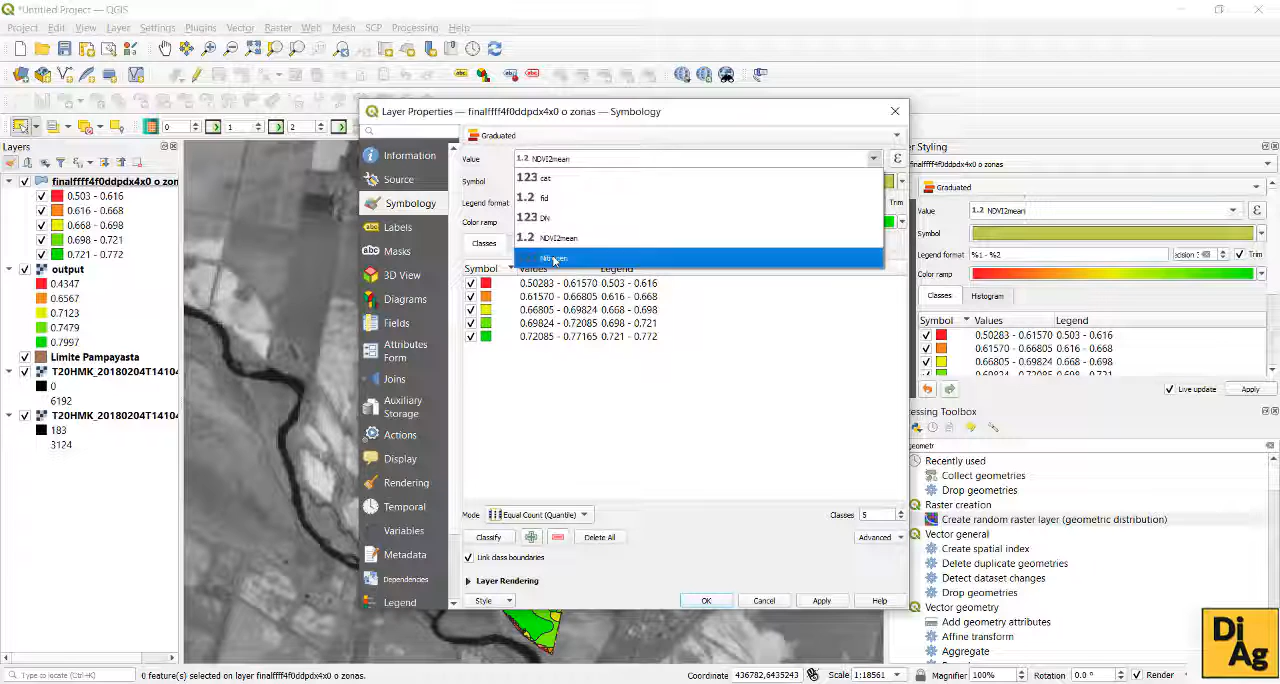 *Untitled Project — QGIS
Project Edit View Layer Settings Plugins Vector Raster Web Mesh SCP Processing Help
0 1 2
Layers
finalffff4f0ddpdx4x0 o zon
0.503 - 0.616
0.616 - 0.668
0.668 - 0.698
0.698 - 0.721
0.721 - 0.772
output
0.4347
0.6567
0.7123
0.7479
0.7997
Limite Pampayasta
T20HMK_20180204T14104
0
6192
T20HMK_20180204T14104
183
3124
Layer Properties — finalffff4f0ddpdx4x0 o zonas — Symbology
Information
Source
Symbology
Labels
Masks
3D View
Diagrams
Fields
Attributes
Form
Joins
Auxiliary
Storage
Actions
Display
Rendering
Temporal
Variables
Metadata
Dependencies
Legend
Graduated
Value 1.2 NDVI2mean ε
Symbol
Legend format Trim
Color ramp
Classes
123 cat
1.2 fid
123 DN
1.2 NDVI2mean
Nitrogen
Symbol Values Legend
0.50283 - 0.61570 0.503 - 0.616
0.61570 - 0.66805 0.616 - 0.668
0.66805 - 0.69824 0.668 - 0.698
0.69824 - 0.72085 0.698 - 0.721
0.72085 - 0.77165 0.721 - 0.772
Mode Equal Count (Quantile) Classes 5
Classify Delete All Advanced
Link class boundaries
Layer Rendering
Style OK Cancel Apply Help
er Styling
finalffff4f0ddpdx4x0 o zonas
Graduated
Value 1.2 NDVI2mean ε
Symbol
Legend format %1 - %2 Trim
Color ramp
Classes Histogram
Symbol Values Legend
0.50283 - 0.61570 0.503 - 0.616
0.61570 - 0.66805 0.616 - 0.668
0.66805 - 0.69824 0.668 - 0.698
Live update Apply
essing Toolbox
eometr
Recently used
Collect geometries
Drop geometries
Raster creation
Create random raster layer (geometric distribution)
Vector general
Create spatial index
Delete duplicate geometries
Detect dataset changes
Drop geometries
Vector geometry
Add geometry attributes
Affine transform
Aggregate
Di
Ag
Type to locate (Ctrl+K) 0 feature(s) selected on layer finalffff4f0ddpdx4x0 o zonas. Coordinate 436782,6435243 Scale 1:18561 Magnifier 100% Rotation 0.0 ° Render